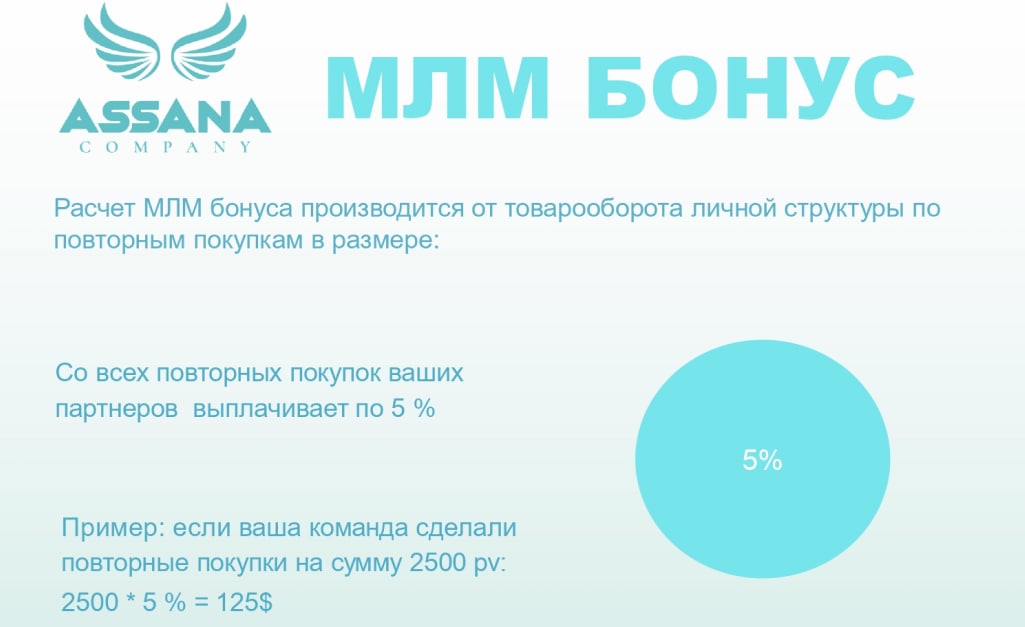 ASSANA
COMPANY
МЛМ БОНУС
Расчет МЛМ бонуса производится от товарооборота личной структуры по
повторным покупкам в размере:
Со всех повторных покупок ваших
партнеров  выплачивает по 5 %
5%
Пример: если ваша команда сделали
повторные покупки на сумму 2500 pv:
2500 * 5 % = 125$